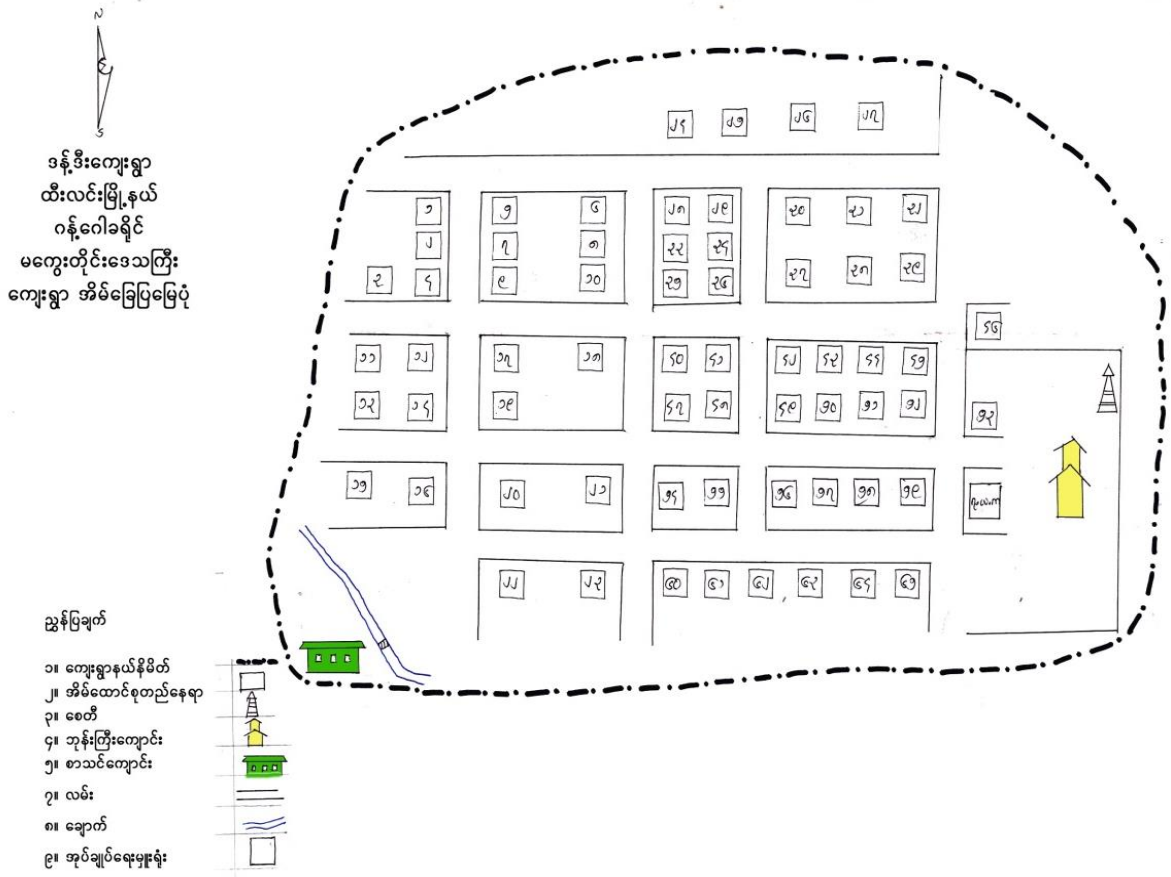 N
S
ဒန့်ဒီးကျေးရွာ
ထီးလင်းမြို့နယ်
ဂန့်ဂေါခရိုင်
မကွေးတိုင်းဒေသကြီး
ကျေးရွာ အိမ်ခြေပြမြေပုံ
၂၄ ၂၅ ၂၆ ၂၇
၁ ၅ ၆ ၂၈ ၂၉ ၃၀ ၃၁ ၃၂
၂ ၇ ၈ ၃၃ ၃၄
၃ ၄ ၉ ၁၀ ၃၅ ၃၆ ၃၇ ၃၈ ၃၉
၄၆
၁၁ ၁၂ ၁၇ ၁၈ ၄၀ ၄၁ ၄၂ ၄၃ ၄၄ ၄၅
၁၃ ၁၄ ၁၉ ၄၇ ၄၈ ၄၉ ၅၀ ၅၁ ၅၂ ၅၃
၁၅ ၁၆ ၂၀ ၂၁ ၅၄ ၅၅ ၅၆ ၅၇ ၅၈ ၅၉
၂၂ ၂၃ ၆၀ ၆၁ ၆၂ ၆၃ ၆၄ ၆၅
ညွှန်ပြချက်
၁။ ကျေးရွာနယ်နိမိတ်
၂။ အိမ်ထောင်စုတည်နေရာ
၃။ စေတီ
၄။ ဘုန်းကြီးကျောင်း
၅။ စာသင်ကျောင်း
၇။ လမ်း
၈။ ချောက်
၉။ အုပ်ချုပ်ရေးမှူးရုံး